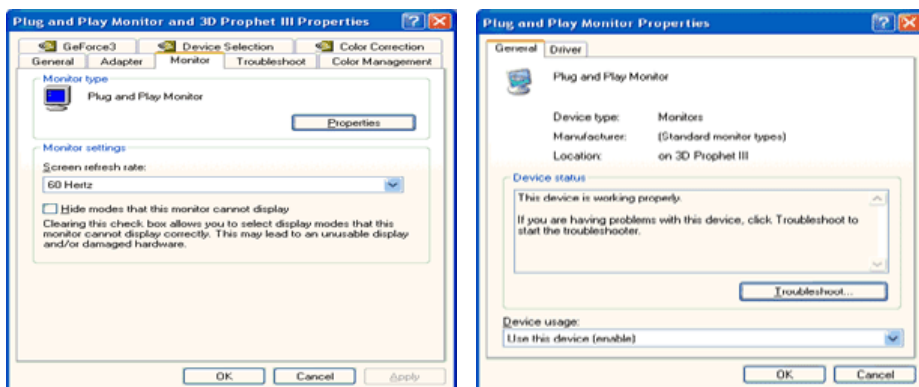 Plug and Play Monitor and 3D Prophet III Properties
GeForce3 Device Selection Color Correction
General Adapter Monitor Troubleshoot Color Management
Monitor type
Plug and Play Monitor
Properties
Monitor settings
Screen refresh rate:
60 Hertz
Hide modes that this monitor cannot display
Clearing this check box allows you to select display modes that this
monitor cannot display correctly. This may lead to an unusable display
and/or damaged hardware.
OK Cancel Apply
Plug and Play Monitor Properties
General Driver
Plug and Play Monitor
Device type: Monitors
Manufacturer: (Standard monitor types)
Location: on 3D Prophet III
Device status
This device is working properly.
If you are having problems with this device, click Troubleshoot to
start the troubleshooter.
Troubleshoot...
Device usage:
Use this device (enable)
OK Cancel